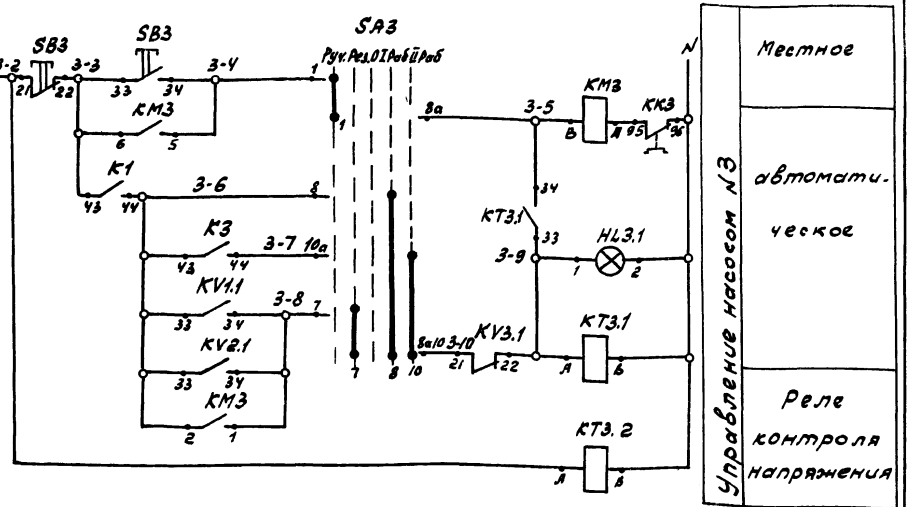 SA3
SB3 SB3 Руч. Рез. 0 I Раб II Раб N Местное
3-2 3-3 3-4 1
21 22 33 34
КМ3 8а 3-5 КМ3 КК3
1 В А 95 96
6 5
К1 3-6 8 автомати-
43 44 34
КТ3.1 ческое
К3 3-7 10а 33 HL3.1
43 44 3-9 1 2
KV1.1 3-8 7
33 34 8а10 3-10 KV3.1 КТ3.1
KV2.1 21 22 А В
33 34 7 8 10
КМ3 Реле
2 1 КТ3.2 контроля
А В напряжения
Управление насосом N3